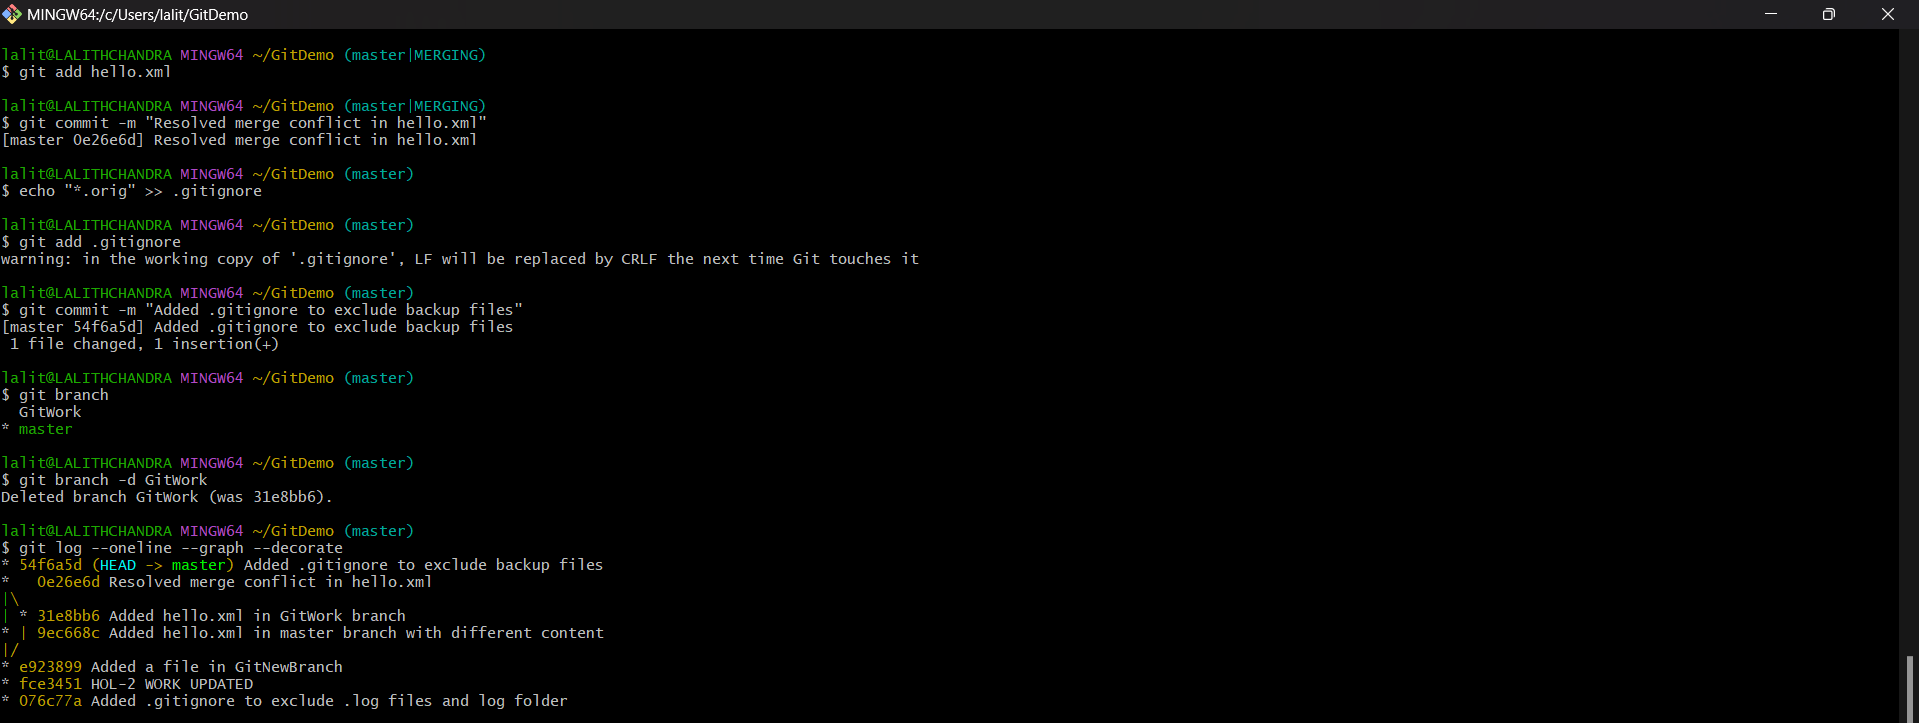 MINGW64:/c/Users/lalit/GitDemo
lalit@LALITHCHANDRA MINGW64 ~/GitDemo (master|MERGING)
$ git add hello.xml
lalit@LALITHCHANDRA MINGW64 ~/GitDemo (master|MERGING)
$ git commit -m "Resolved merge conflict in hello.xml"
[master 0e26e6d] Resolved merge conflict in hello.xml
lalit@LALITHCHANDRA MINGW64 ~/GitDemo (master)
$ echo "*.orig" >> .gitignore
lalit@LALITHCHANDRA MINGW64 ~/GitDemo (master)
$ git add .gitignore
warning: in the working copy of '.gitignore', LF will be replaced by CRLF the next time Git touches it
lalit@LALITHCHANDRA MINGW64 ~/GitDemo (master)
$ git commit -m "Added .gitignore to exclude backup files"
[master 54f6a5d] Added .gitignore to exclude backup files
 1 file changed, 1 insertion(+)
lalit@LALITHCHANDRA MINGW64 ~/GitDemo (master)
$ git branch
  GitWork
* master
lalit@LALITHCHANDRA MINGW64 ~/GitDemo (master)
$ git branch -d GitWork
Deleted branch GitWork (was 31e8bb6).
lalit@LALITHCHANDRA MINGW64 ~/GitDemo (master)
$ git log --oneline --graph --decorate
* 54f6a5d (HEAD -> master) Added .gitignore to exclude backup files
*   0e26e6d Resolved merge conflict in hello.xml
|\
| * 31e8bb6 Added hello.xml in GitWork branch
* | 9ec668c Added hello.xml in master branch with different content
|/
* e923899 Added a file in GitNewBranch
* fce3451 HOL-2 WORK UPDATED
* 076c77a Added .gitignore to exclude .log files and log folder